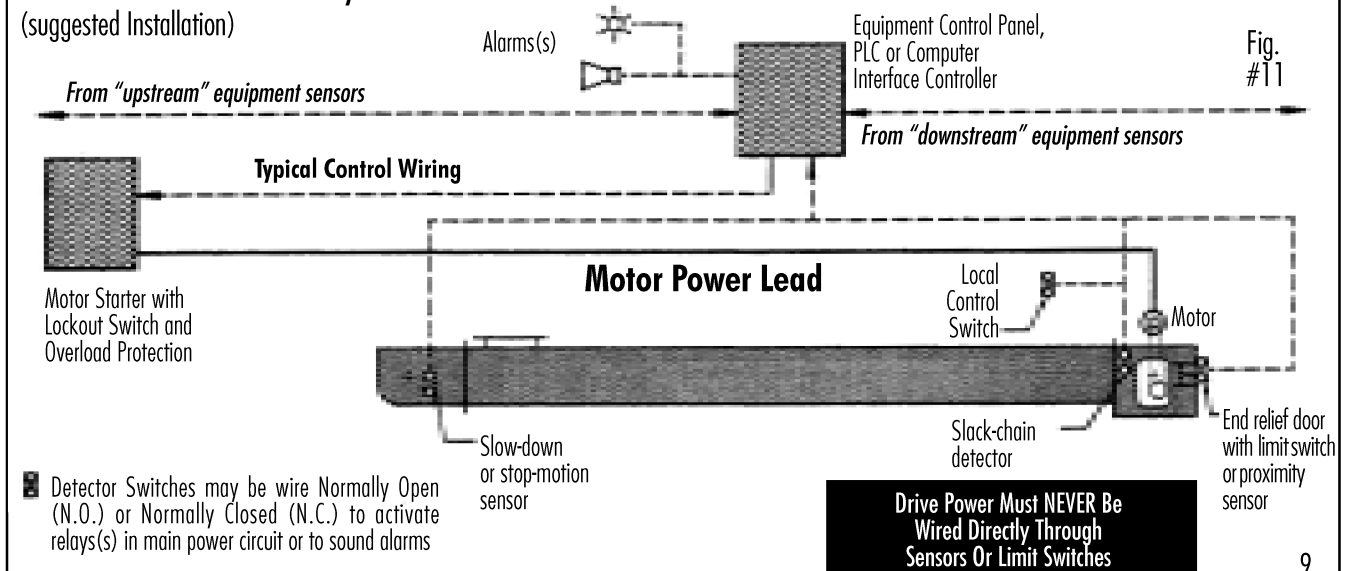 (suggested Installation)
Alarms(s)
Equipment Control Panel,
PLC or Computer
Interface Controller
Fig.
#11
From “upstream” equipment sensors
From “downstream” equipment sensors
Typical Control Wiring
Motor Power Lead
Local
Control
Switch
Motor
Motor Starter with
Lockout Switch and
Overload Protection
Slow-down
or stop-motion
sensor
Slack-chain
detector
End relief door
with limit switch
or proximity
sensor
Detector Switches may be wire Normally Open
(N.O.) or Normally Closed (N.C.) to activate
relays(s) in main power circuit or to sound alarms
Drive Power Must NEVER Be
Wired Directly Through
Sensors Or Limit Switches
9